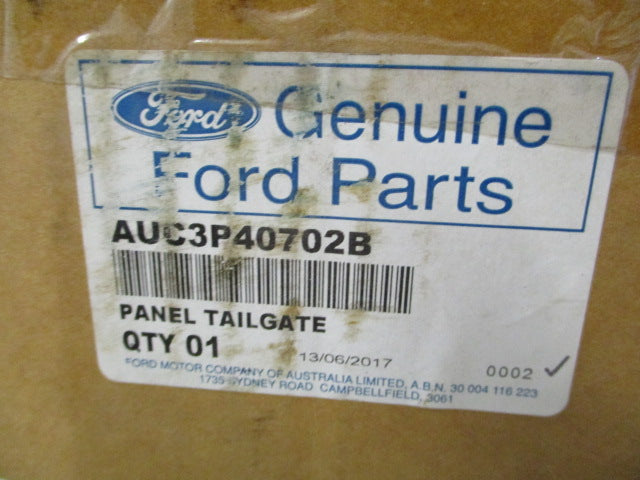 Ford Genuine
Ford Parts
AUC3P40702B
PANEL TAILGATE
QTY 01
13/06/2017
0002 ✓
FORD MOTOR COMPANY OF AUSTRALIA LIMITED, A.B.N. 30 004 116 223
1735 SYDNEY ROAD CAMPBELLFIELD, 3061